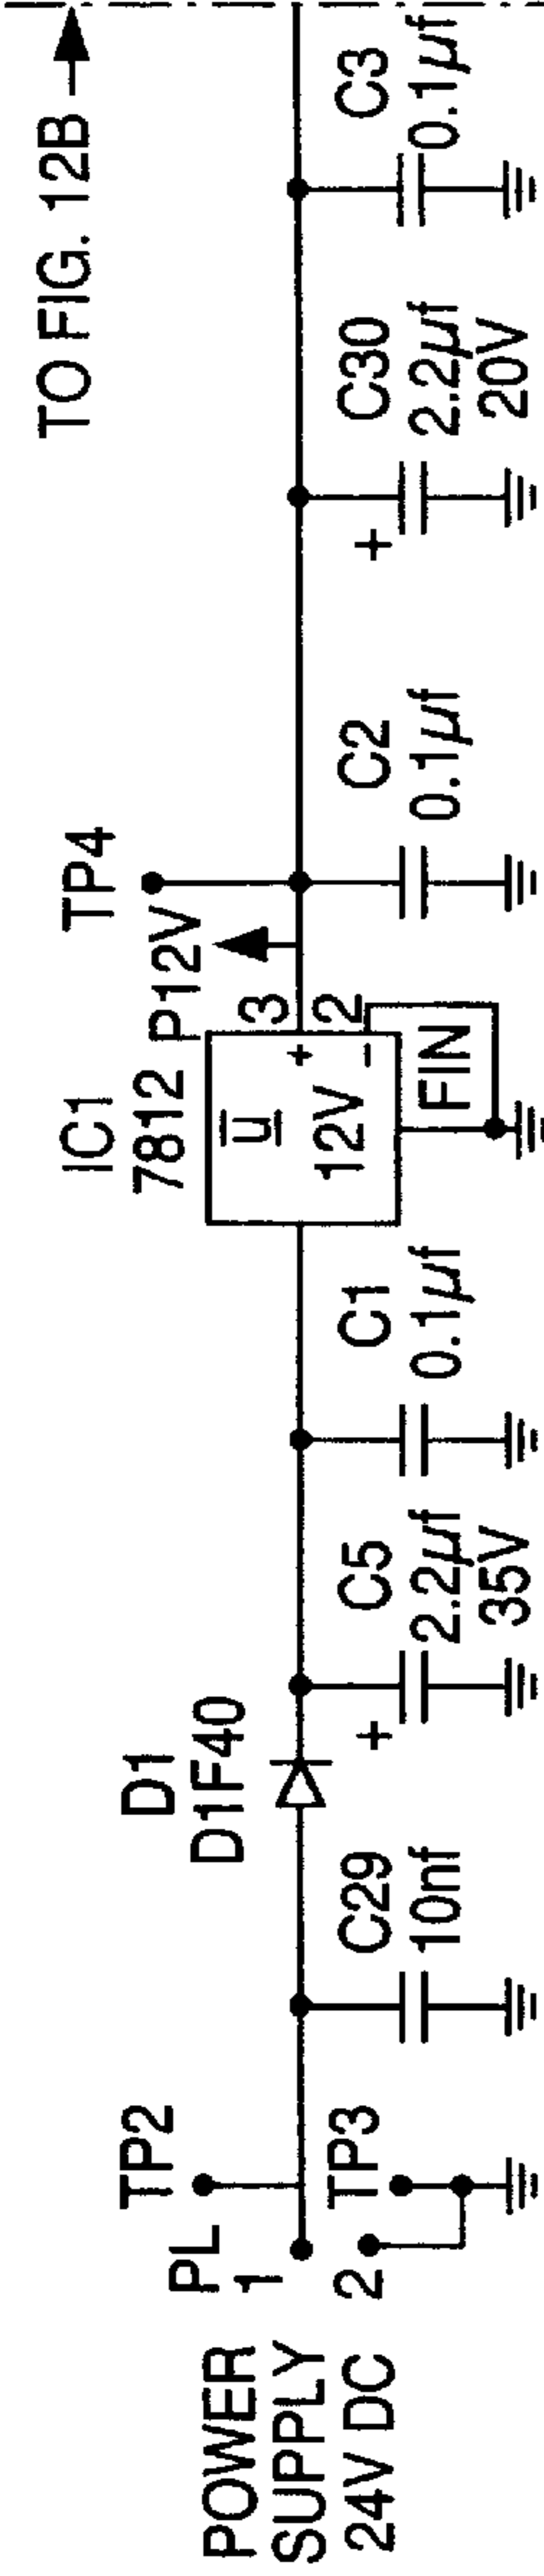 POWER
SUPPLY
24V DC
PL
1
2
TP2
TP3
C29
10nf
D1
D1F40
+
C5
2.2µf
35V
C1
0.1µf
IC1
7812
U
12V
+
−
3
2
FIN
P12V
TP4
C2
0.1µf
+
C30
2.2µf
20V
C3
0.1µf
TO FIG. 12B